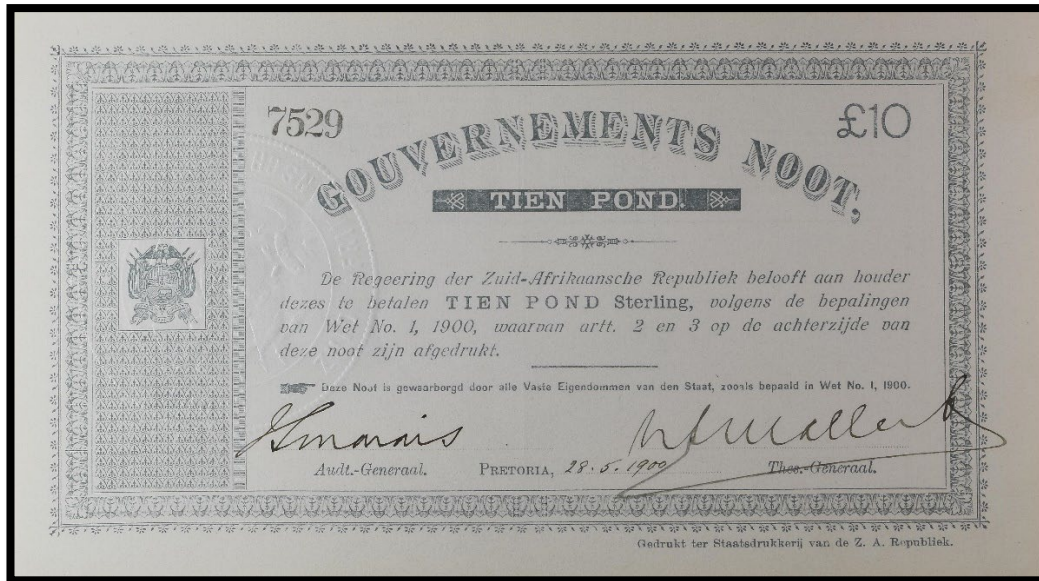 7529
£10
GOUVERNEMENTS NOOT,
TIEN POND.
De Regeering der Zuid-Afrikaansche Republiek belooft aan houder
dezes te betalen TIEN POND Sterling, volgens de bepalingen
van Wet No. 1, 1900, waarvan artt. 2 en 3 op de achterzijde van
deze noot zijn afgedrukt.
Deze Noot is gewaarborgd door alle Vaste Eigendommen van den Staat, zooals bepaald in Wet No. 1, 1900.
Audt.-Generaal. PRETORIA, 28.5.1900 Thes.-Generaal.
Gedrukt ter Staatsdrukkerij van de Z. A. Republiek.